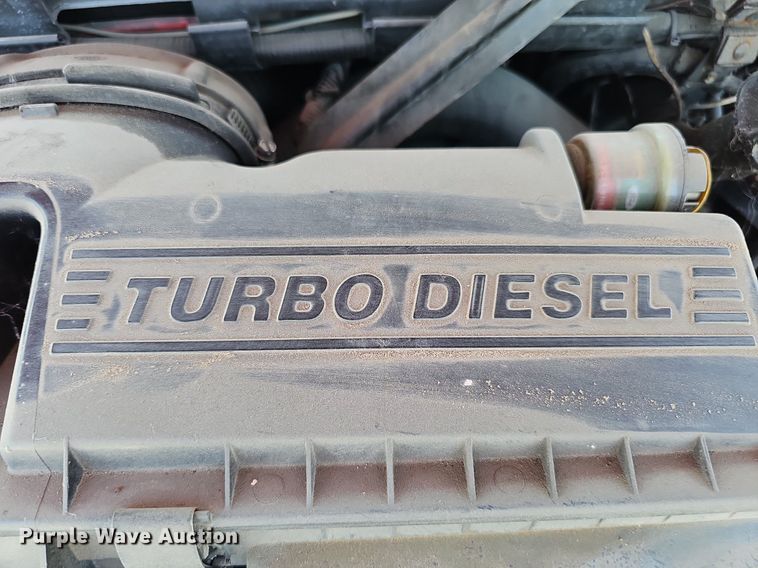 TURBO DIESEL
Purple Wave Auction